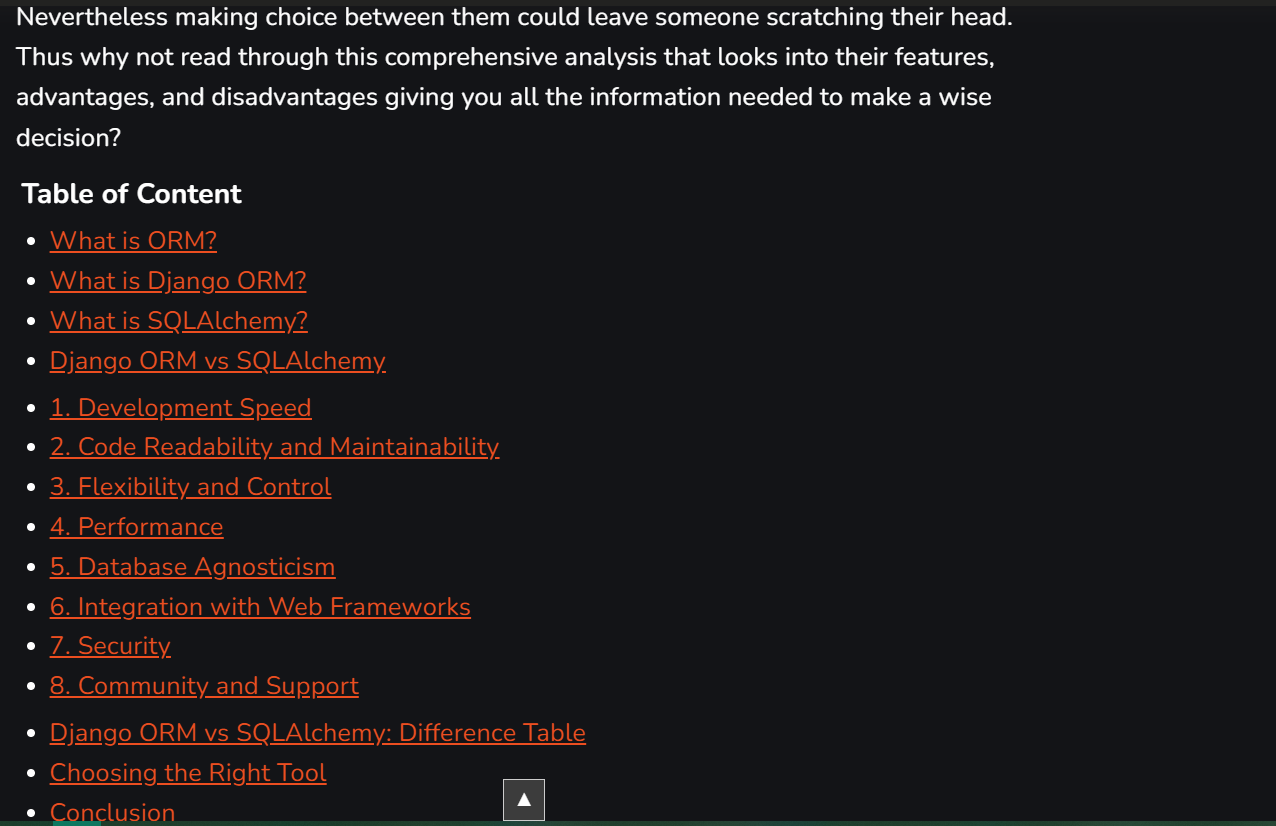 Nevertheless making choice between them could leave someone scratching their head.
Thus why not read through this comprehensive analysis that looks into their features,
advantages, and disadvantages giving you all the information needed to make a wise
decision?
Table of Content
What is ORM?
What is Django ORM?
What is SQLAlchemy?
Django ORM vs SQLAlchemy
1. Development Speed
2. Code Readability and Maintainability
3. Flexibility and Control
4. Performance
5. Database Agnosticism
6. Integration with Web Frameworks
7. Security
8. Community and Support
Django ORM vs SQLAlchemy: Difference Table
Choosing the Right Tool
Conclusion